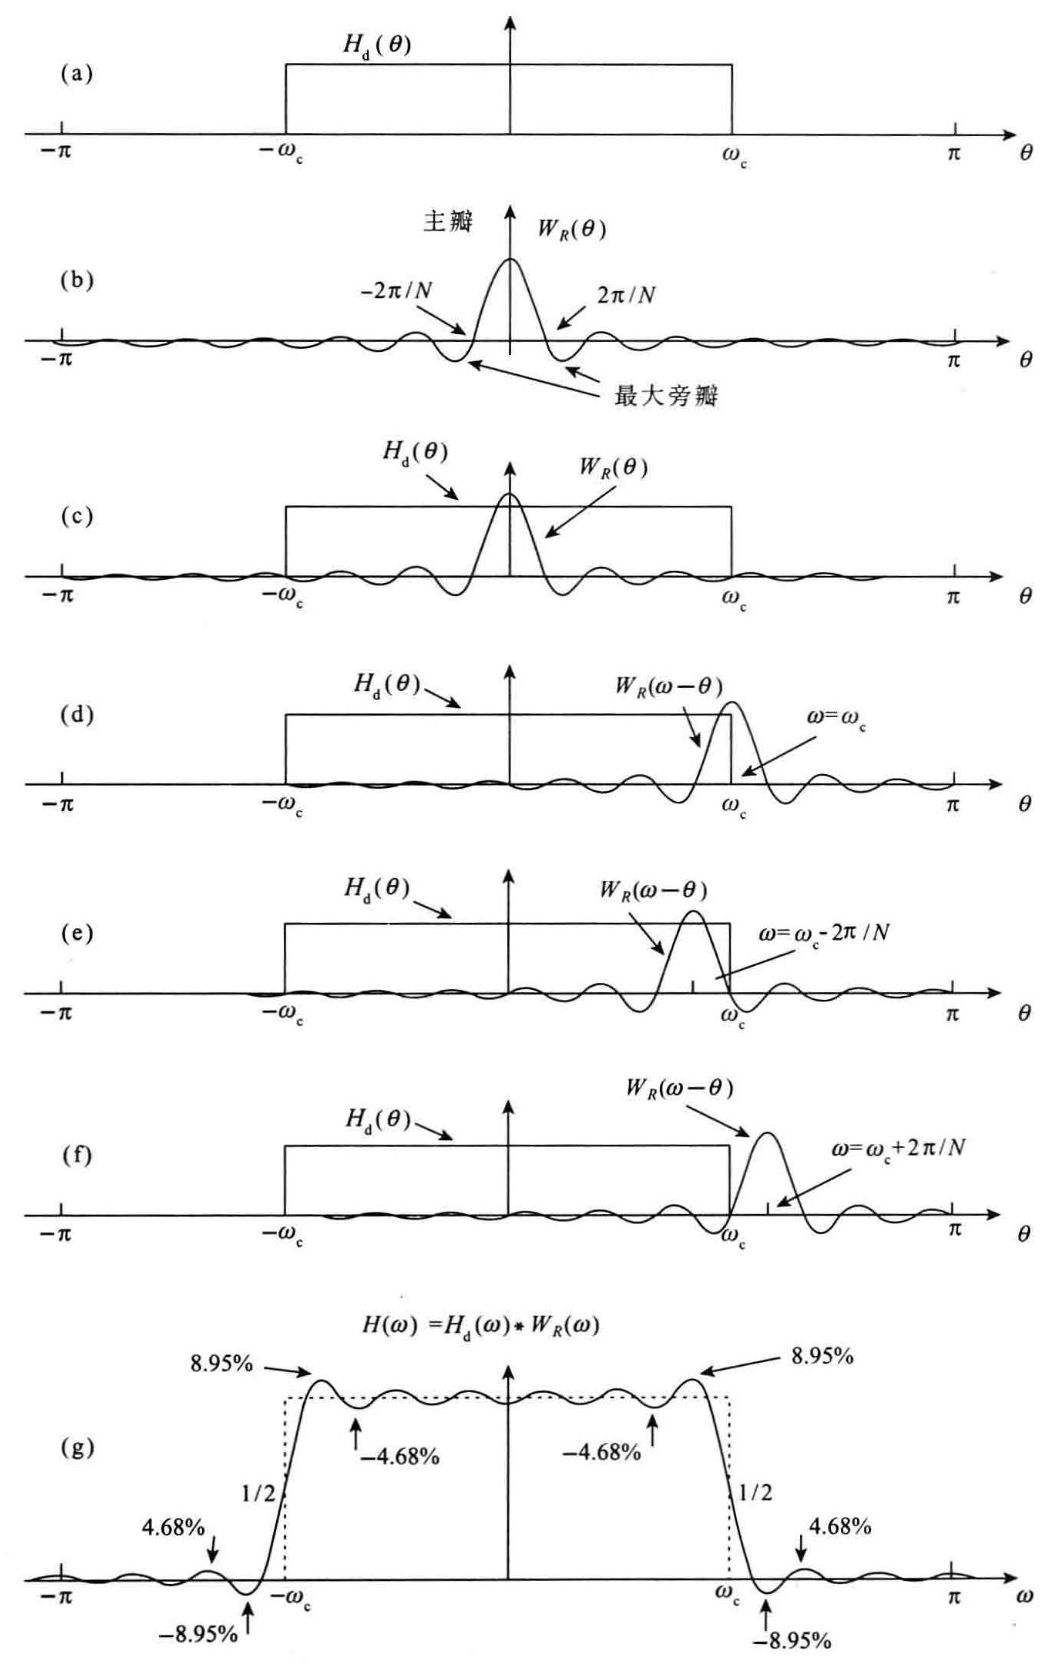 (a)
H_d(θ)
−π −ω_c ω_c π θ
(b)
主瓣 W_R(θ)
−2π/N 2π/N
−π π θ
最大旁瓣
(c)
H_d(θ) W_R(θ)
−π −ω_c ω_c π θ
(d)
H_d(θ) W_R(ω−θ)
ω=ω_c
−π −ω_c ω_c π θ
(e)
H_d(θ) W_R(ω−θ)
ω=ω_c-2π/N
−π −ω_c ω_c π θ
(f)
H_d(θ) W_R(ω−θ)
ω=ω_c+2π/N
−π −ω_c ω_c π θ
H(ω) =H_d(ω)*W_R(ω)
8.95% 8.95%
(g)
−4.68% −4.68%
1/2 1/2
4.68% 4.68%
−π −ω_c ω_c π ω
−8.95% −8.95%